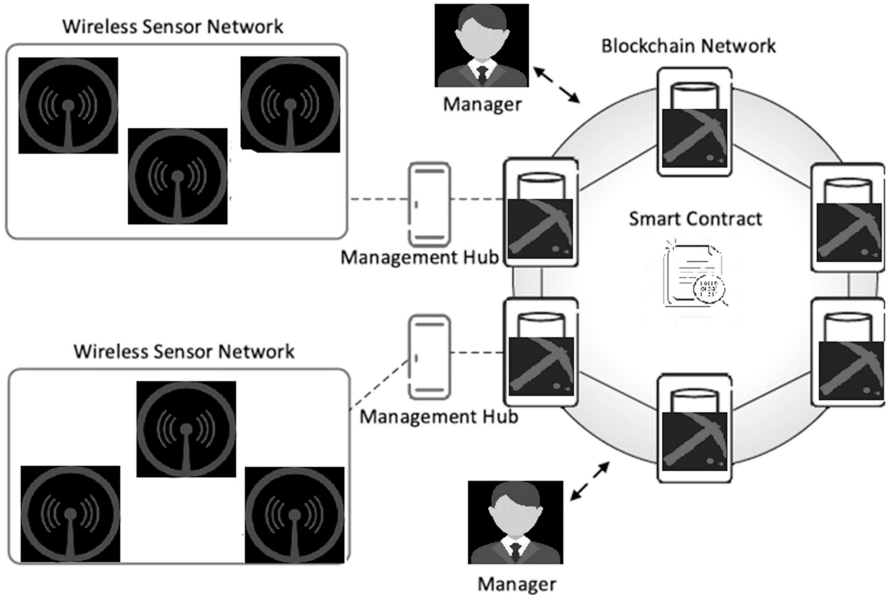 Wireless Sensor Network
Manager
Blockchain Network
Smart Contract
Management Hub
Wireless Sensor Network
Management Hub
Manager